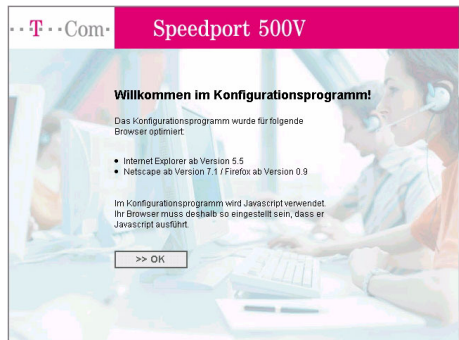 ··T··Com·
Speedport 500V
Willkommen im Konfigurationsprogramm!
Das Konfigurationsprogramm wurde für folgende
Browser optimiert:
• Internet Explorer ab Version 5.5
• Netscape ab Version 7.1 / Firefox ab Version 0.9
Im Konfigurationsprogramm wird Javascript verwendet.
Ihr Browser muss deshalb so eingestellt sein, dass er
Javascript ausführt.
>> OK